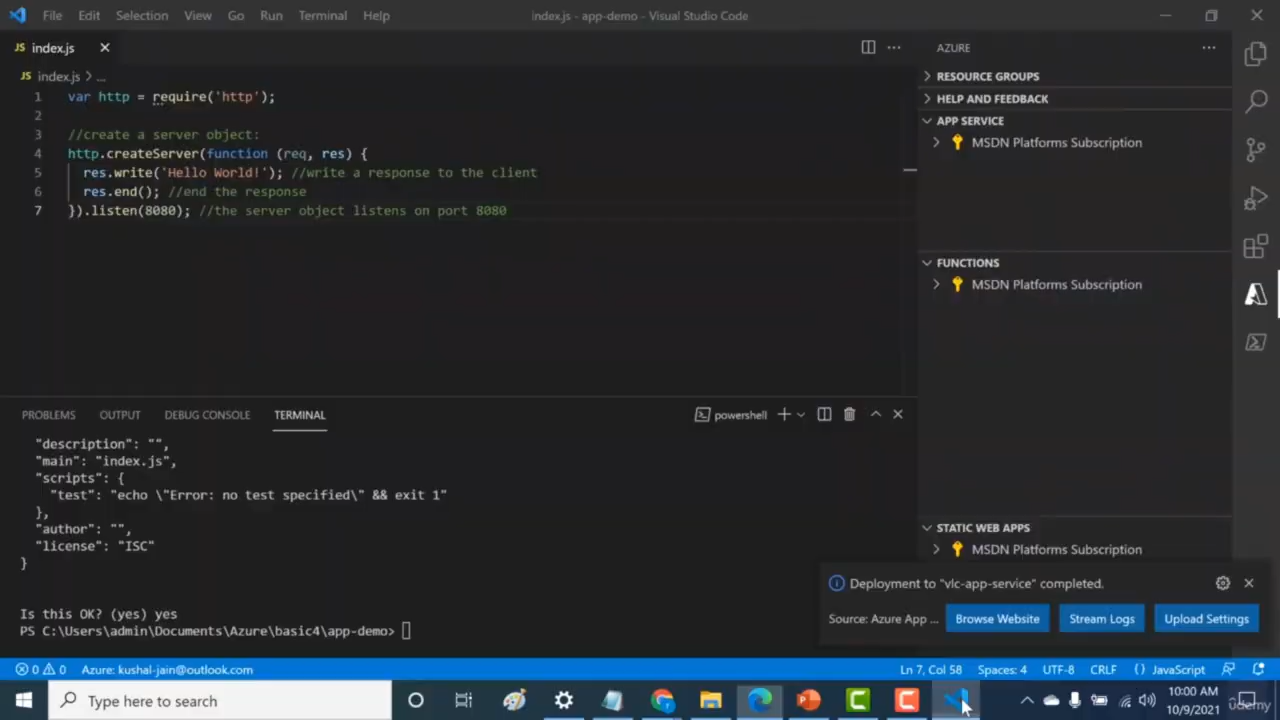 File Edit Selection View Go Run Terminal Help index.js - app-demo - Visual Studio Code
JS index.js
JS index.js > ...
1 var http = require('http');
2
3 //create a server object:
4 http.createServer(function (req, res) {
5 res.write('Hello World!'); //write a response to the client
6 res.end(); //end the response
7 }).listen(8080); //the server object listens on port 8080
AZURE
RESOURCE GROUPS
HELP AND FEEDBACK
APP SERVICE
MSDN Platforms Subscription
FUNCTIONS
MSDN Platforms Subscription
STATIC WEB APPS
MSDN Platforms Subscription
PROBLEMS OUTPUT DEBUG CONSOLE TERMINAL powershell
"description": "",
"main": "index.js",
"scripts": {
"test": "echo \"Error: no test specified\" && exit 1"
},
"author": "",
"license": "ISC"
}
Is this OK? (yes) yes
PS C:\Users\admin\Documents\Azure\basic4\app-demo>
Deployment to "vlc-app-service" completed.
Source: Azure App ... Browse Website Stream Logs Upload Settings
0 0 Azure: kushal-jain@outlook.com Ln 7, Col 58 Spaces: 4 UTF-8 CRLF {} JavaScript
Type here to search
10:00 AM
10/9/2021
udemy